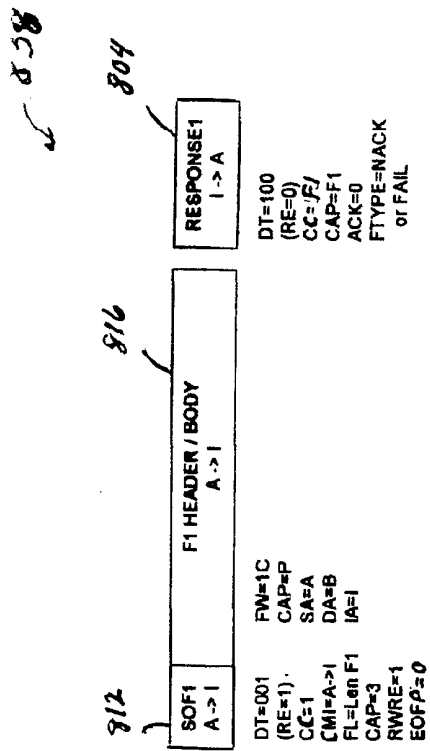 838
812
SOF1
A -> I
DT=001
(RE=1)
CC=1
CMI=A->I
FL=Len F1
CAP=3
RWRE=1
EOFP=0
816
F1 HEADER / BODY
A -> I
FW=1C
CAP=P
SA=A
DA=B
IA=I
804
RESPONSE1
I -> A
DT=100
(RE=0)
CC=F1
CAP=F1
ACK=0
FTYPE=NACK
or FAIL